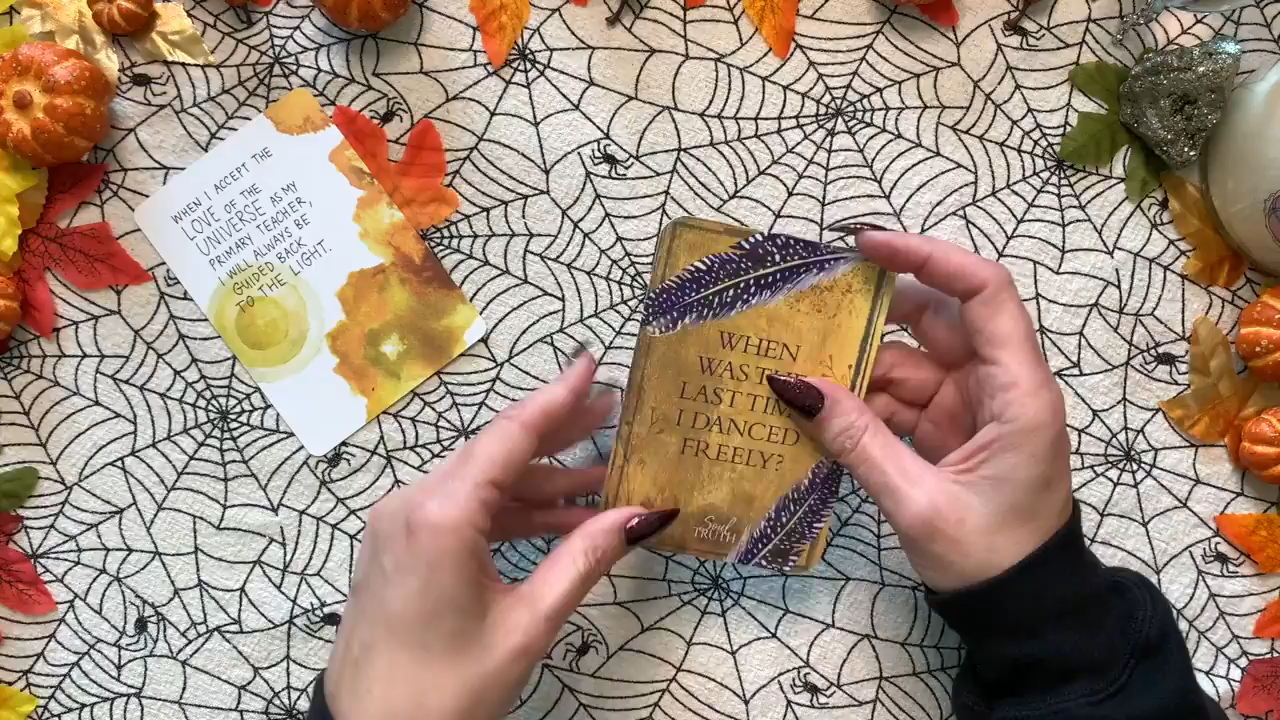 WHEN I ACCEPT THE
LOVE OF THE
UNIVERSE AS MY
PRIMARY TEACHER,
I WILL ALWAYS BE
GUIDED BACK
TO THE LIGHT.
WHEN
WAS THE
LAST TIME
I DANCED
FREELY?
Soul
TRUTH